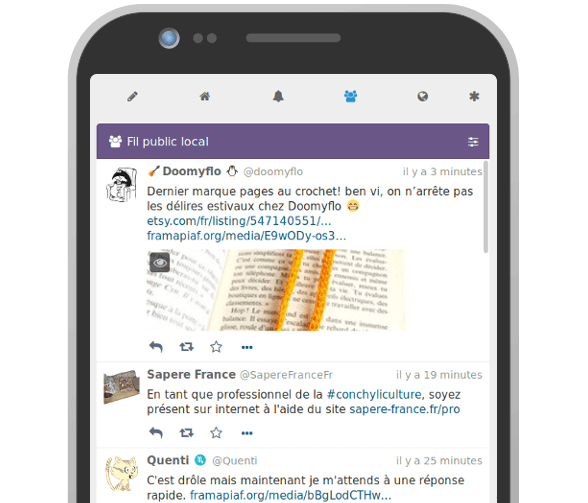 Fil public local
Doomyflo @doomyflo il y a 3 minutes
Dernier marque pages au crochet! ben vi, on n’arrête pas
les délires estivaux chez Doomyflo 😁
etsy.com/fr/listing/547140551/...
framapiaf.org/media/E9wODy-os3...
Sapere France @SapereFranceFr il y a 19 minutes
En tant que professionnel de la #conchyliculture, soyez
présent sur internet à l'aide du site sapere-france.fr/pro
Quenti @Quenti il y a 25 minutes
C'est drôle mais maintenant je m'attends à une réponse
rapide. framapiaf.org/media/bBgLodCTHw...